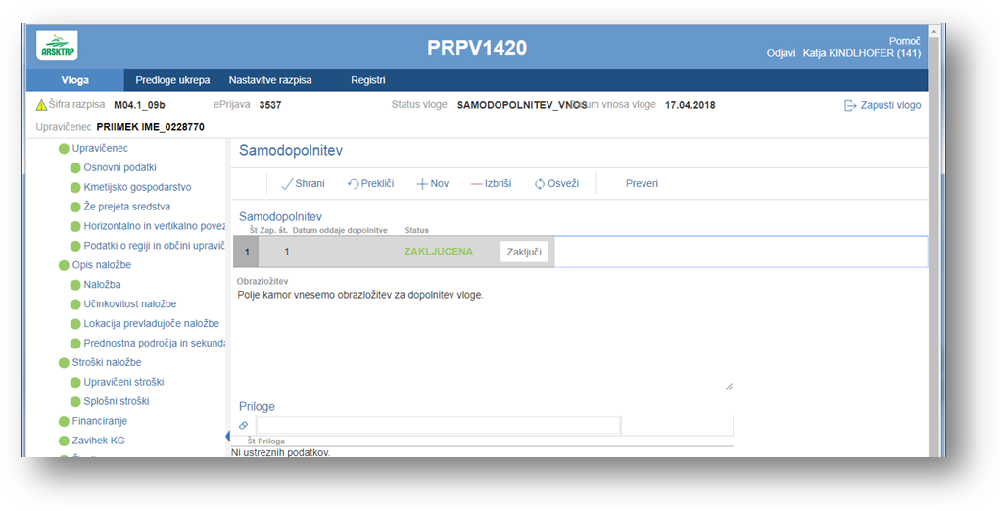 ARSKTRP
PRPV1420
Pomoč
Odjavi Katja KINDLHOFER (141)
Vloga Predloge ukrepa Nastavitve razpisa Registri
Šifra razpisa M04.1_09b ePrijava 3537 Status vloge SAMODOPOLNITEV_VNOS Datum vnosa vloge 17.04.2018 Zapusti vlogo
Upravičenec PRIIMEK IME_0228770
Upravičenec
Osnovni podatki
Kmetijsko gospodarstvo
Že prejeta sredstva
Horizontalno in vertikalno povez
Podatki o regiji in občini upravič
Opis naložbe
Naložba
Učinkovitost naložbe
Lokacija prevladujoče naložbe
Prednostna področja in sekunda
Stroški naložbe
Upravičeni stroški
Splošni stroški
Financiranje
Zavihek KG
Samodopolnitev
Shrani Prekliči Nov Izbriši Osveži Preveri
Samodopolnitev
Št Zap. št. Datum oddaje dopolnitve Status
1 1 ZAKLJUCENA Zaključi
Obrazložitev
Polje kamor vnesemo obrazložitev za dopolnitev vloge.
Priloge
Št Priloga
Ni ustreznih podatkov.